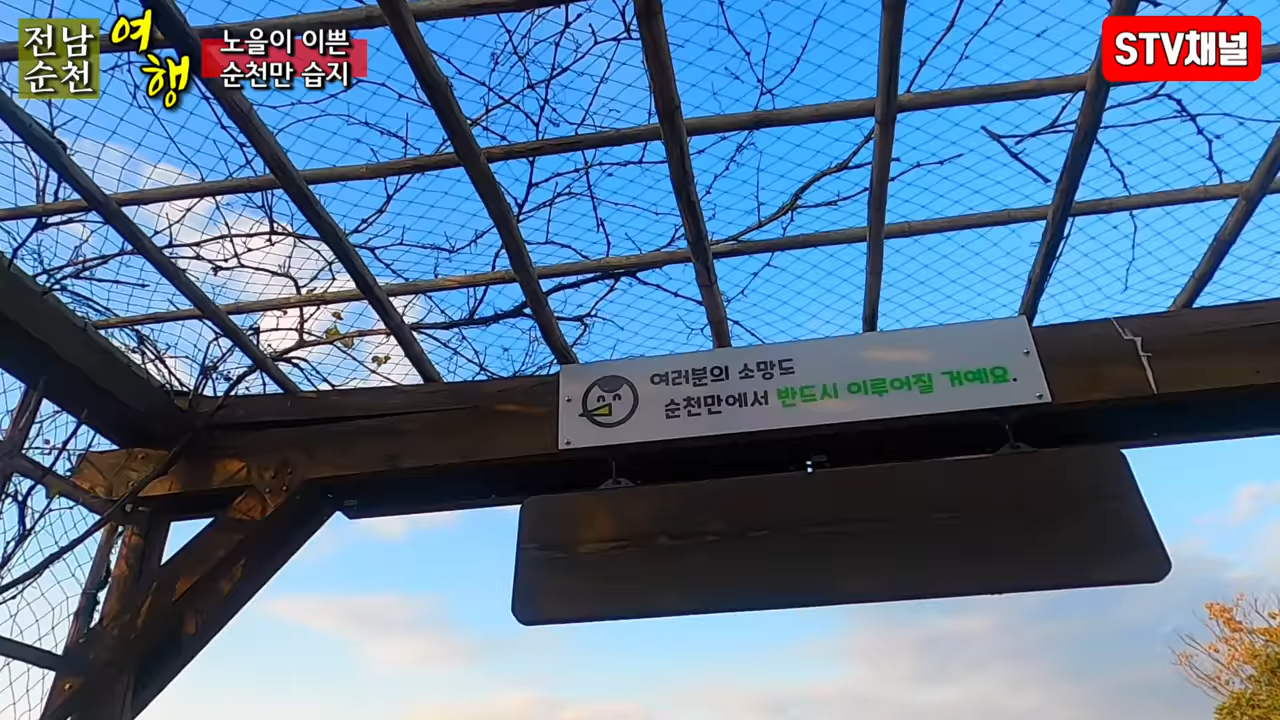 전남
순천
여행
노을이 이쁜
순천만 습지
STV채널
여러분의 소망도
순천만에서 반드시 이루어질 거예요.